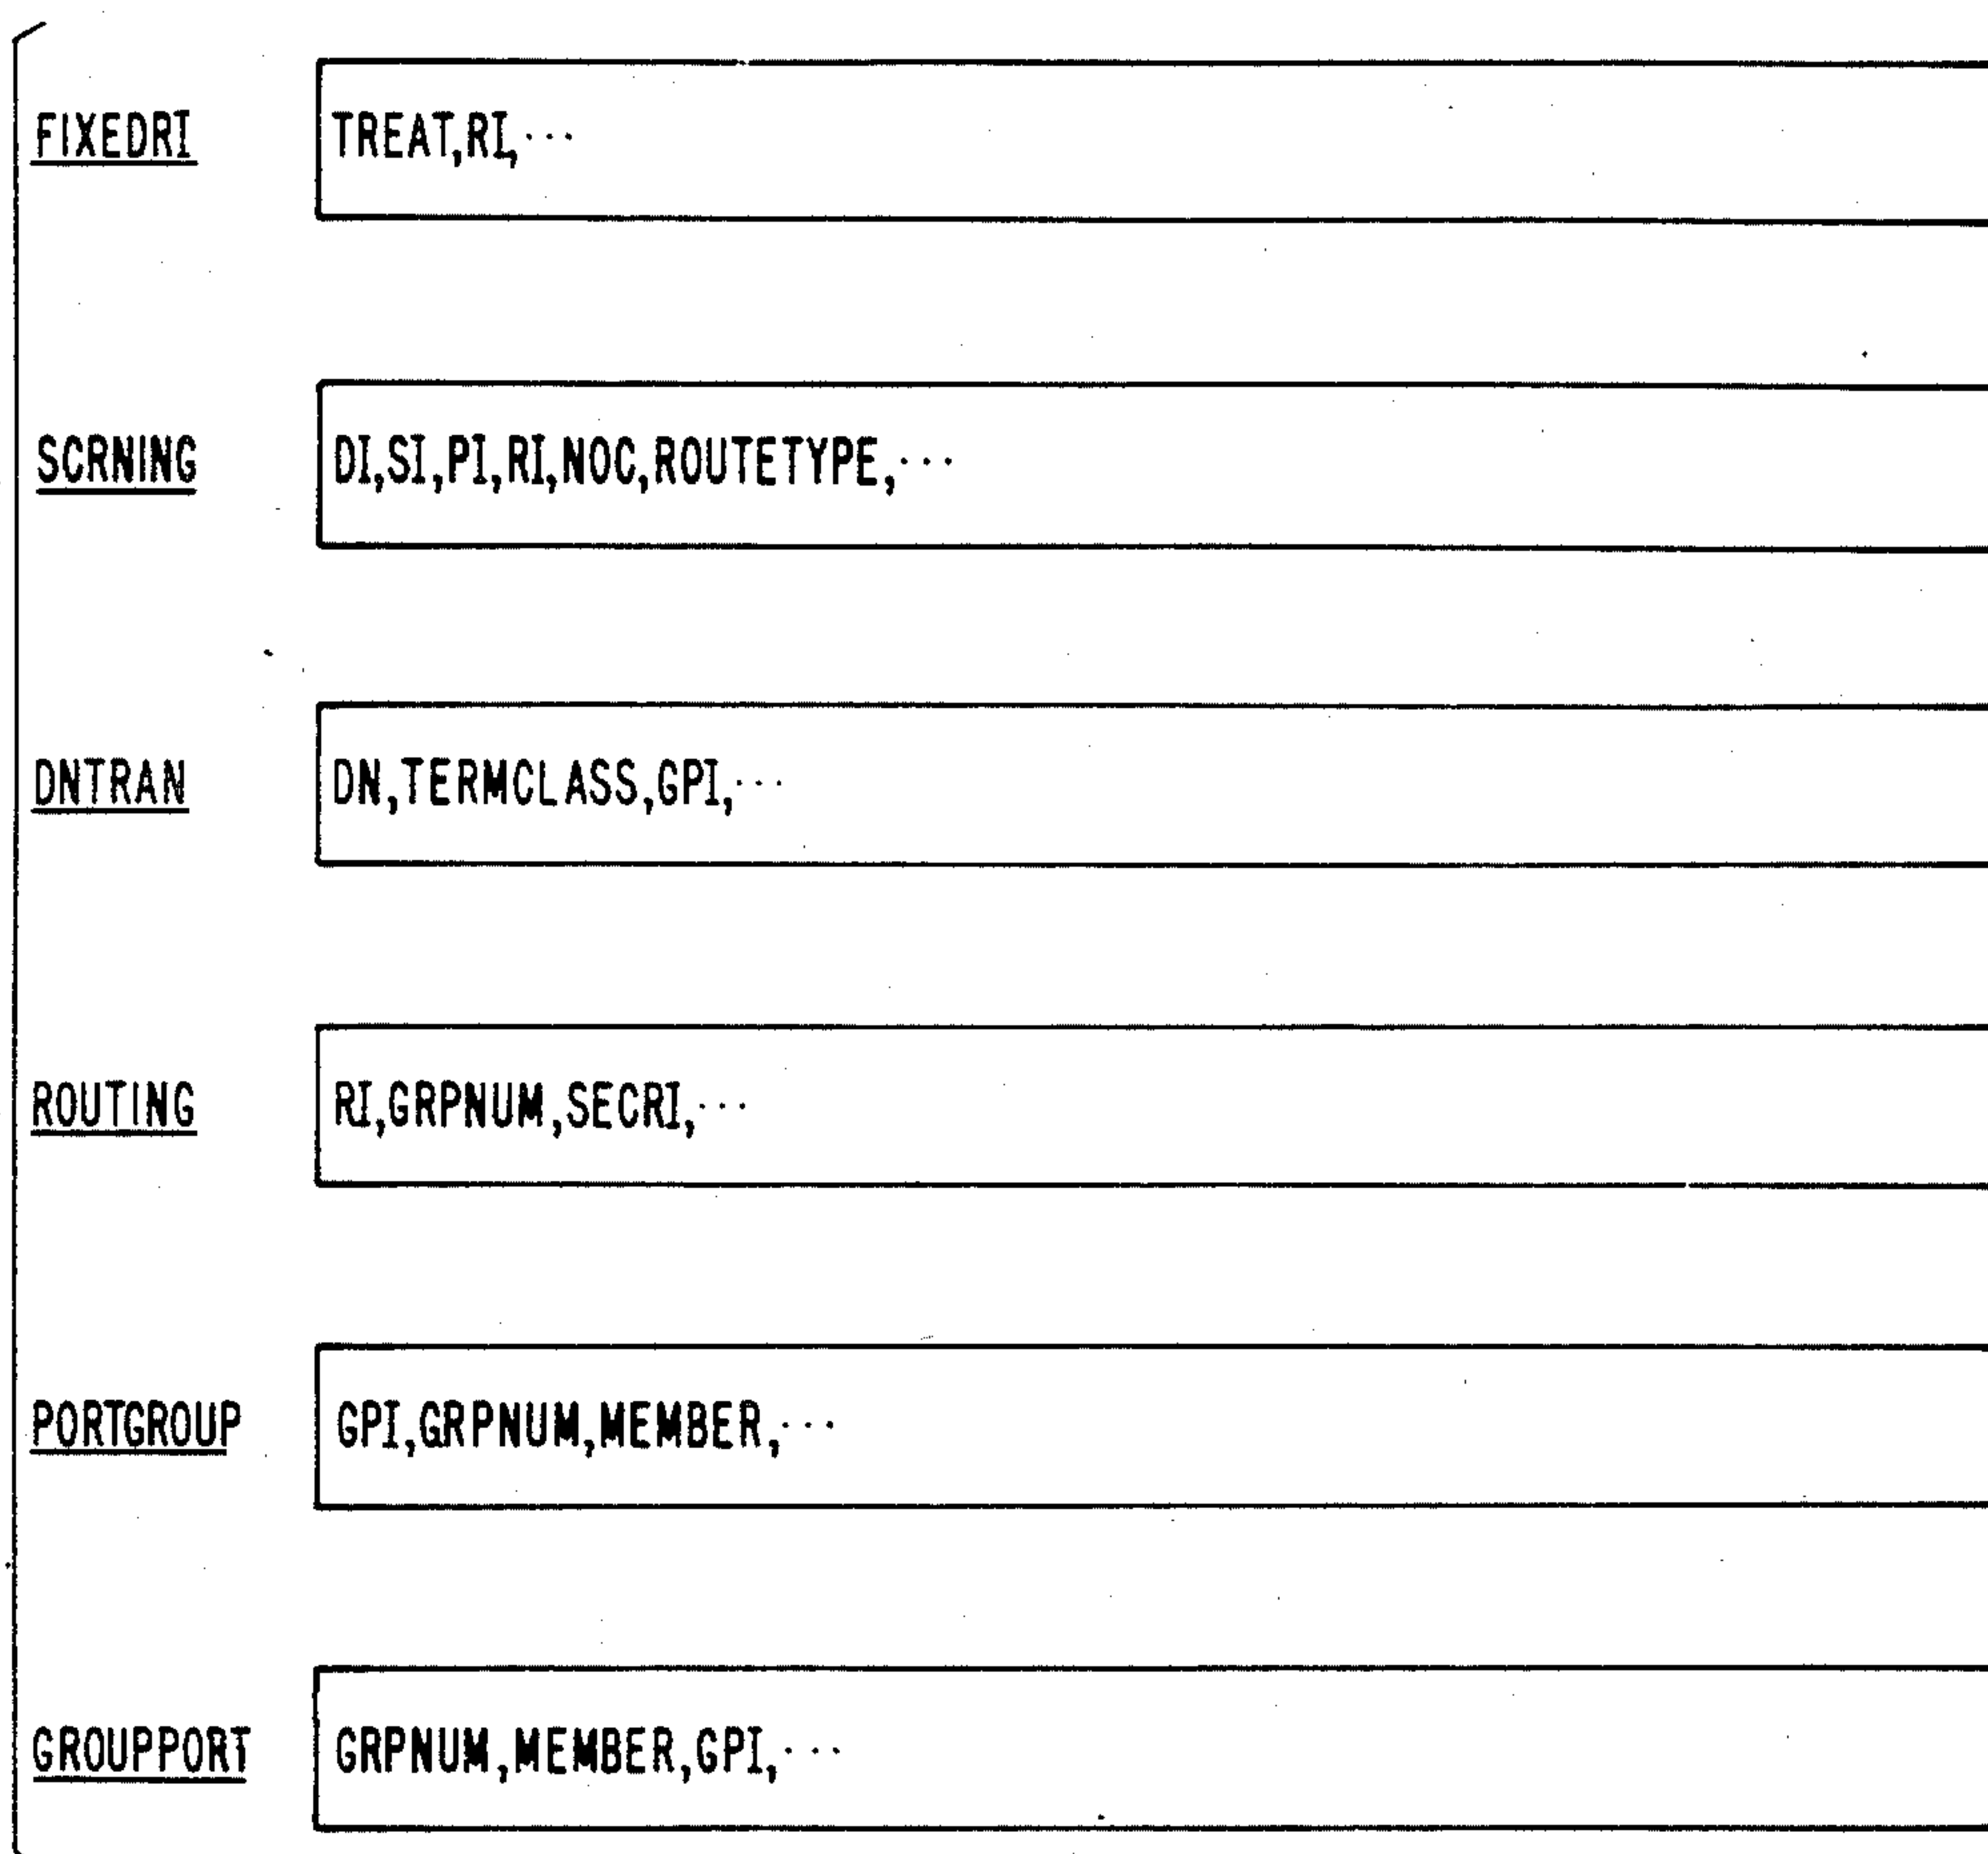 FIXEDRI TREAT,RI,...
SCRNING DI,SI,PI,RI,NOC,ROUTETYPE,...
DNTRAN DN,TERMCLASS,GPI,...
ROUTING RI,GRPNUM,SECRI,...
PORTGROUP GPI,GRPNUM,MEMBER,...
GROUPPORT GRPNUM,MEMBER,GPI,...